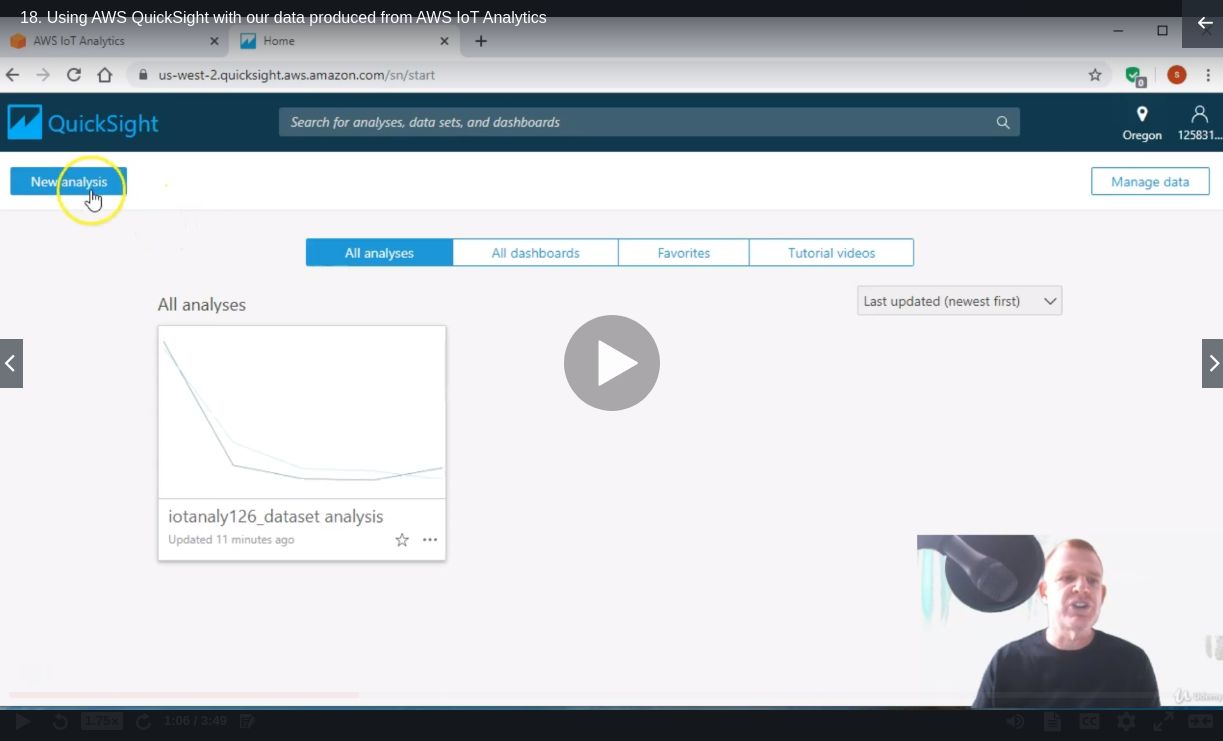 18. Using AWS QuickSight with our data produced from AWS IoT Analytics
AWS IoT Analytics
Home
us-west-2.quicksight.aws.amazon.com/sn/start
0
S
QuickSight
Search for analyses, data sets, and dashboards
Oregon
125831...
New analysis
Manage data
All analyses
All dashboards
Favorites
Tutorial videos
All analyses
Last updated (newest first)
iotanaly126_dataset analysis
Updated 11 minutes ago
Udemy
1.75x
1:06 / 3:49
CC